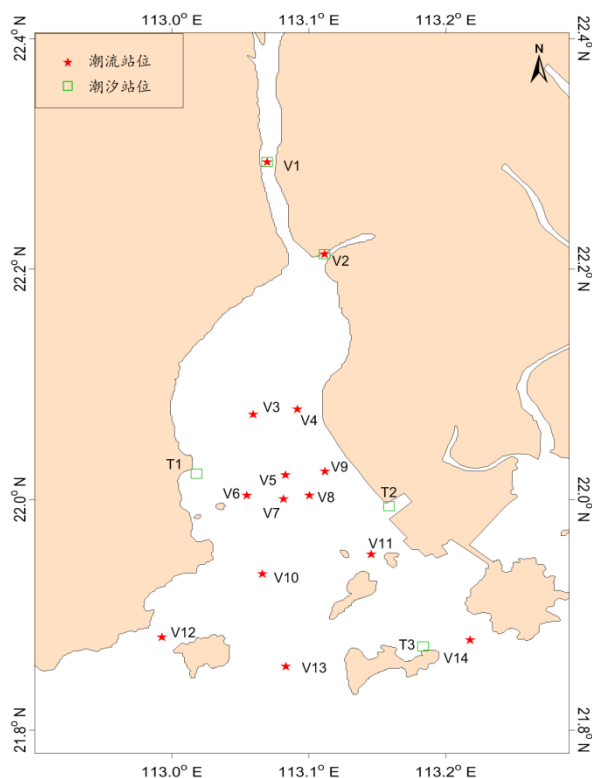 113.0° E 113.1° E 113.2° E
22.4° N 22.4° N
N
潮流站位
潮汐站位
V1
V2
22.2° N 22.2° N
V3
V4
T1
V9
V5
V6
V8
T2
V7
22.0° N 22.0° N
V11
V10
V12
T3
V14
V13
21.8° N 21.8° N
113.0° E 113.1° E 113.2° E